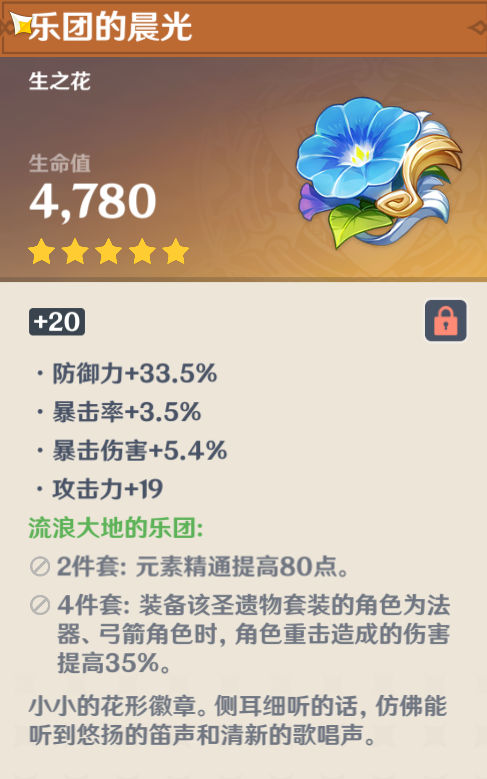 乐团的晨光
生之花
生命值
4,780
+20
·防御力+33.5%
·暴击率+3.5%
·暴击伤害+5.4%
·攻击力+19
流浪大地的乐团:
2件套: 元素精通提高80点。
4件套: 装备该圣遗物套装的角色为法
器、弓箭角色时, 角色重击造成的伤害
提高35%。
小小的花形徽章。侧耳细听的话, 仿佛能
听到悠扬的笛声和清新的歌唱声。